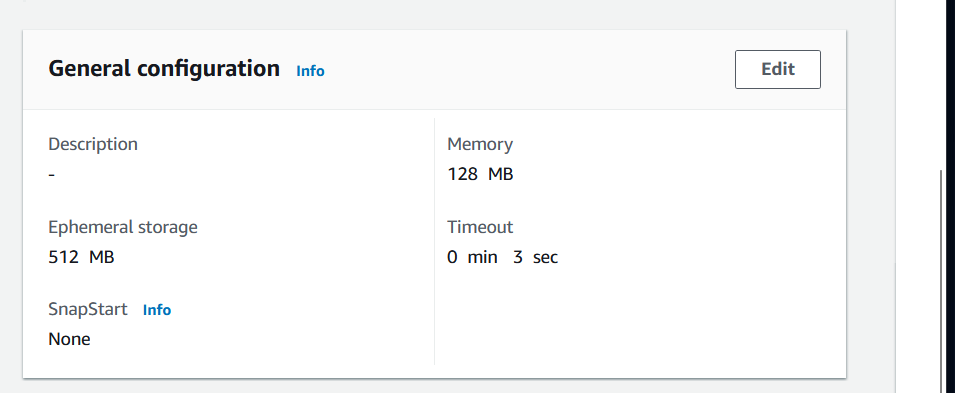 General configuration Info
Edit
Description
-
Memory
128 MB
Ephemeral storage
512 MB
Timeout
0 min 3 sec
SnapStart Info
None